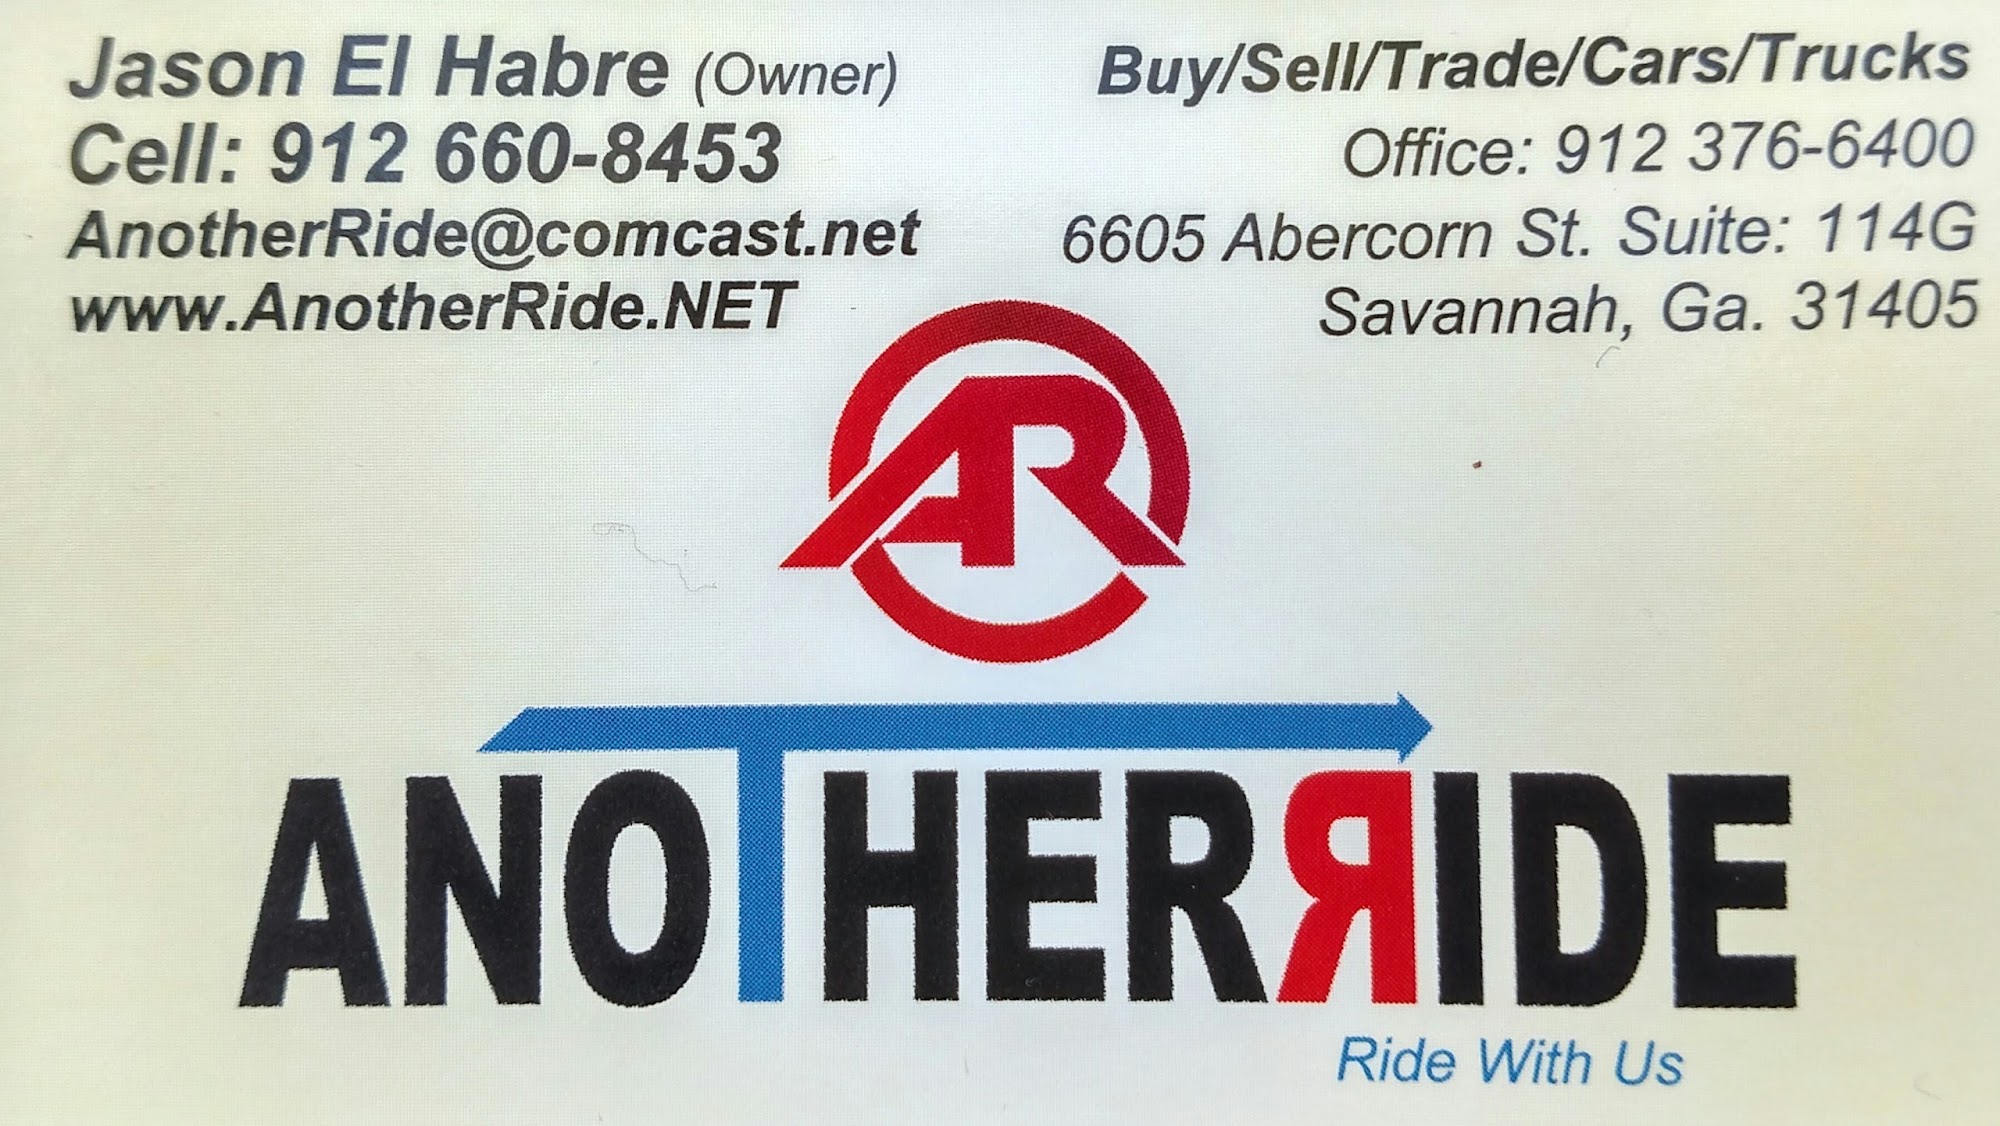 Jason El Habre (Owner)
Cell: 912 660-8453
AnotherRide@comcast.net
www.AnotherRide.NET
Buy/Sell/Trade/Cars/Trucks
Office: 912 376-6400
6605 Abercorn St. Suite: 114G
Savannah, Ga. 31405
AR
ANOTHERRIDE
Ride With Us